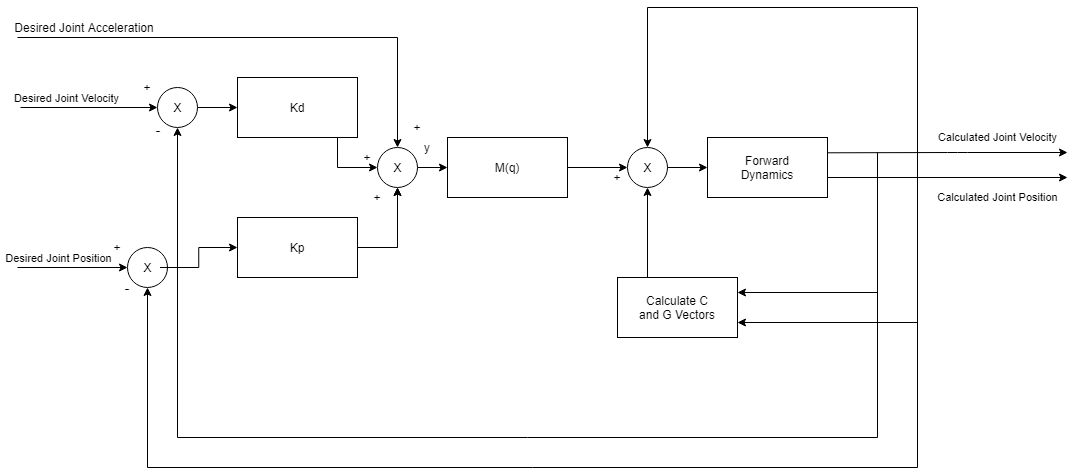 Desired Joint Acceleration
+
Desired Joint Velocity
X
-
Kd
+
y
+
X
+
M(q)
X
+
Forward
Dynamics
Calculated Joint Velocity
Calculated Joint Position
+
Desired Joint Position
X
-
Kp
Calculate C
and G Vectors